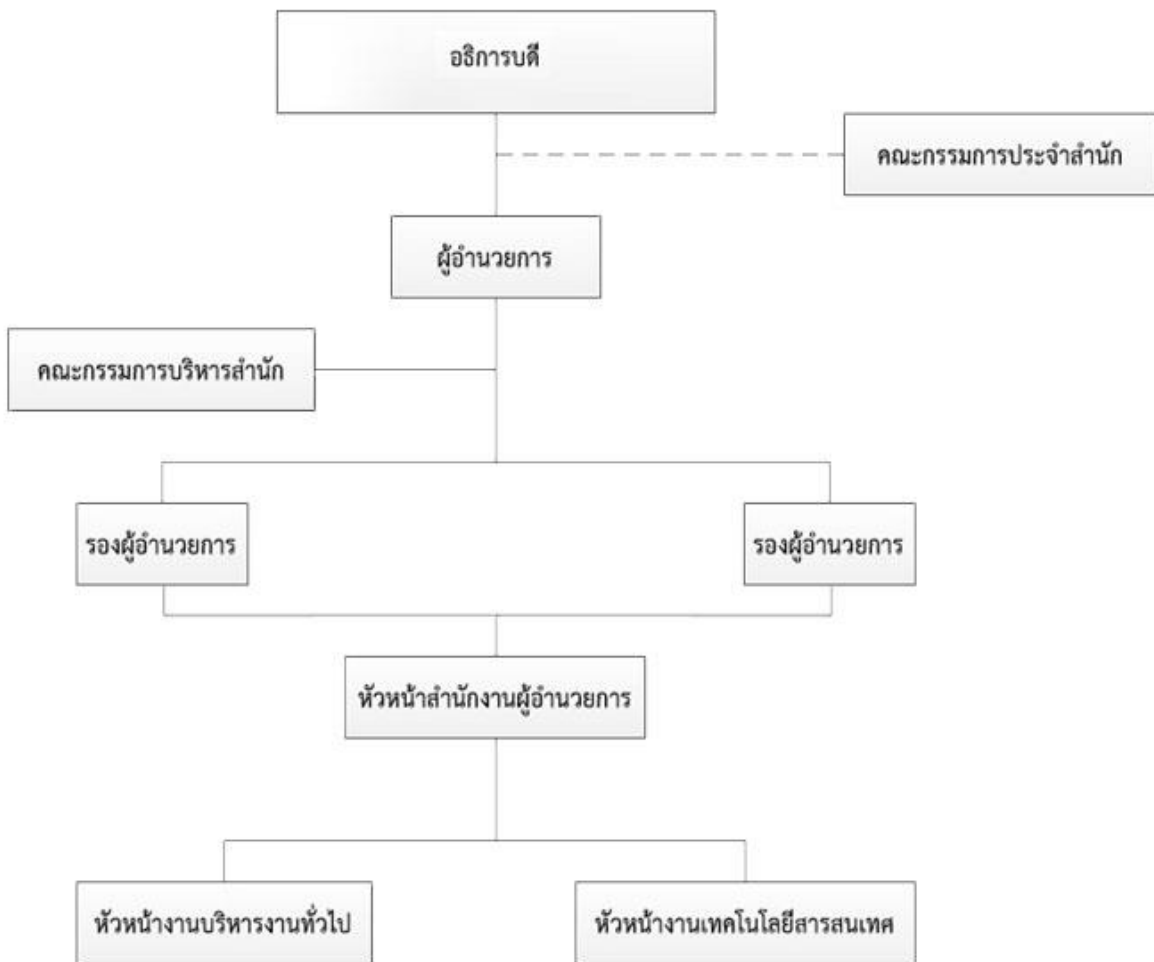 อธิการบดี
คณะกรรมการประจำสำนัก
ผู้อำนวยการ
คณะกรรมการบริหารสำนัก
รองผู้อำนวยการ
รองผู้อำนวยการ
หัวหน้าสำนักงานผู้อำนวยการ
หัวหน้างานบริหารงานทั่วไป
หัวหน้างานเทคโนโลยีสารสนเทศ